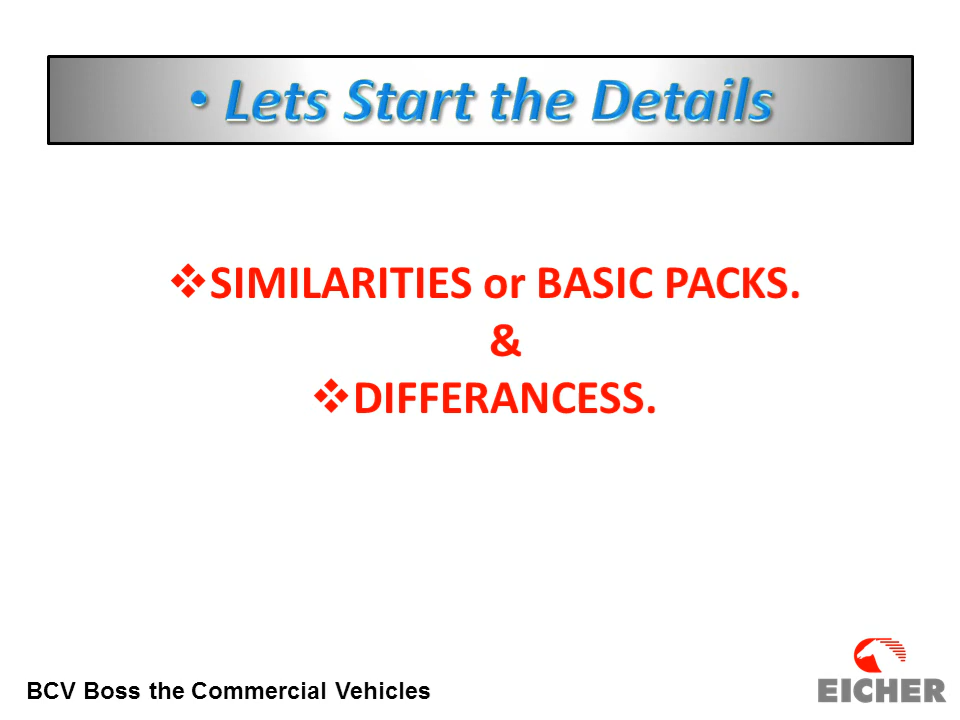 • Lets Start the Details
❖SIMILARITIES or BASIC PACKS.
&
❖DIFFERANCESS.
BCV Boss the Commercial Vehicles
EICHER